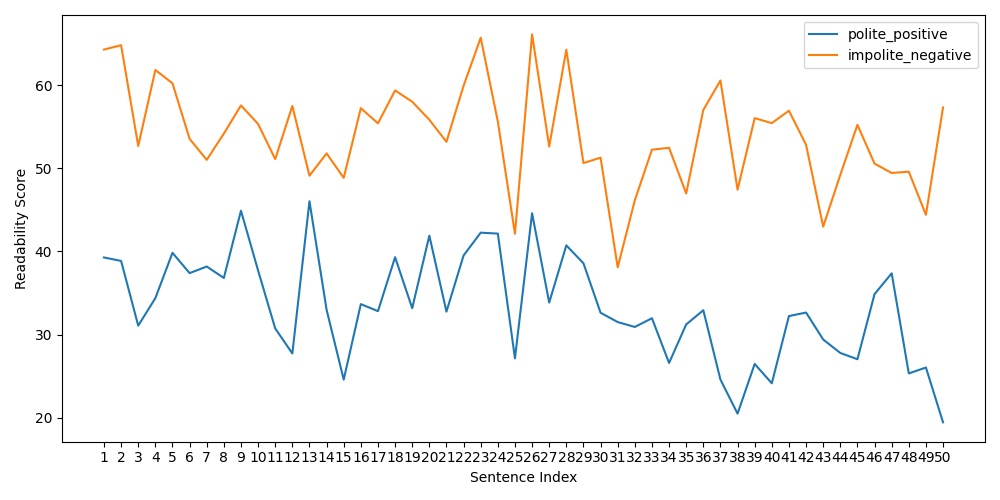 polite_positive
impolite_negative
Readability Score
60
50
40
30
20
1 2 3 4 5 6 7 8 9 10 11 12 13 14 15 16 17 18 19 20 21 22 23 24 25 26 27 28 29 30 31 32 33 34 35 36 37 38 39 40 41 42 43 44 45 46 47 48 49 50
Sentence Index